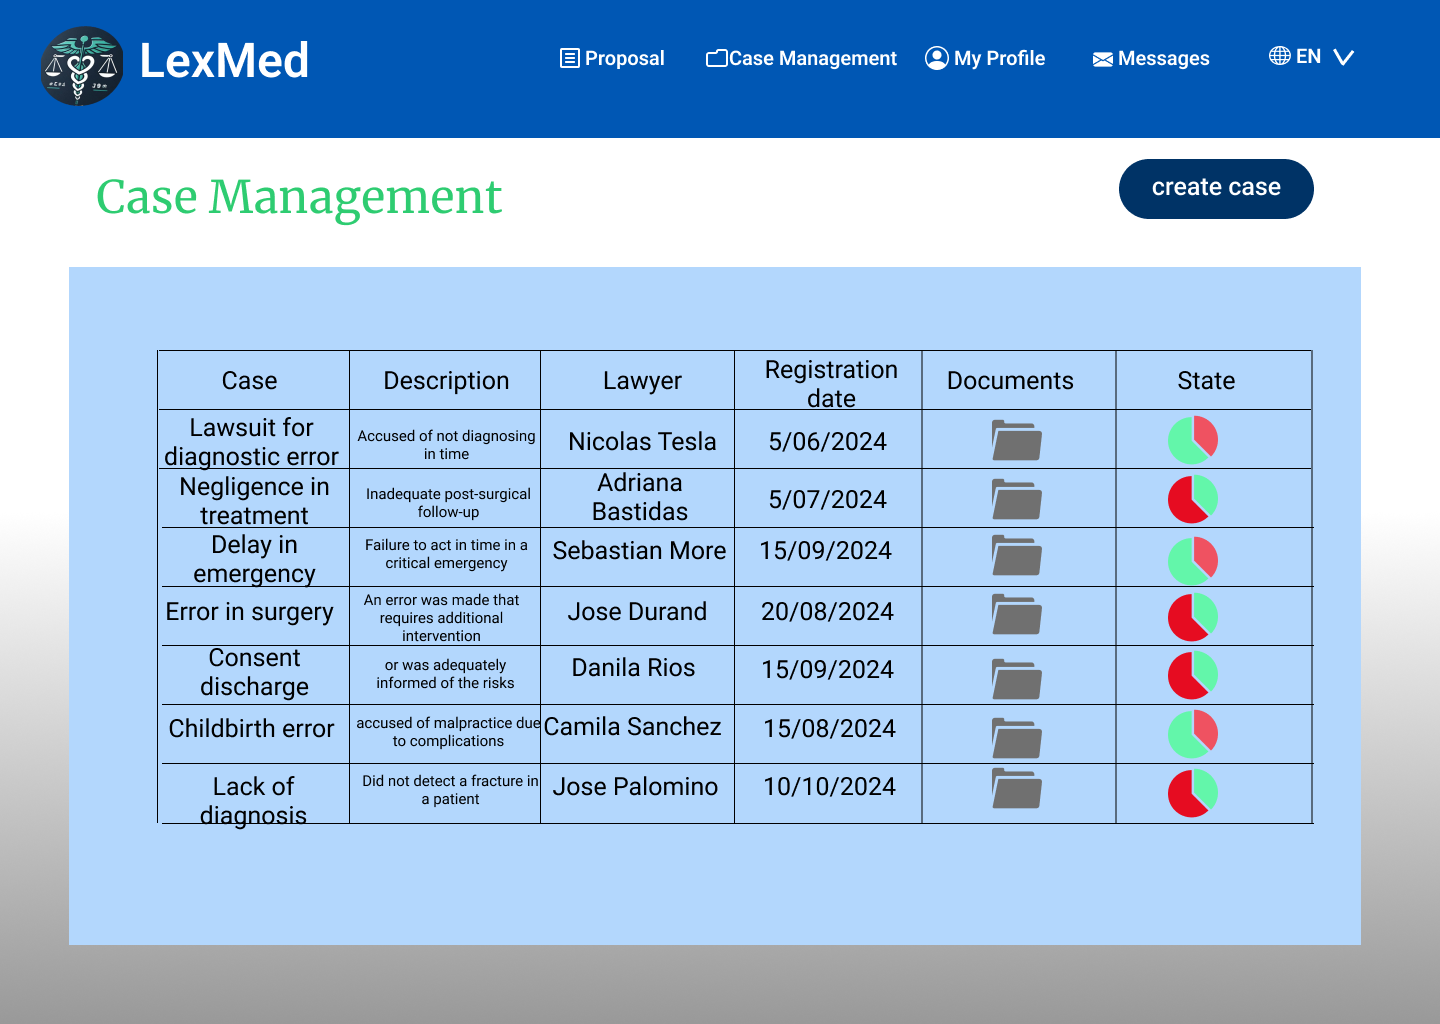 LexMed
Proposal
Case Management
My Profile
Messages
EN
Case Management
create case
Case
Description
Lawyer
Registration
date
Documents
State
Lawsuit for
diagnostic error
Accused of not diagnosing
in time
Nicolas Tesla
5/06/2024
Negligence in
treatment
Inadequate post-surgical
follow-up
Adriana
Bastidas
5/07/2024
Delay in
emergency
Failure to act in time in a
critical emergency
Sebastian More
15/09/2024
Error in surgery
An error was made that
requires additional
intervention
Jose Durand
20/08/2024
Consent
discharge
or was adequately
informed of the risks
Danila Rios
15/09/2024
Childbirth error
accused of malpractice due
to complications
Camila Sanchez
15/08/2024
Lack of
diagnosis
Did not detect a fracture in
a patient
Jose Palomino
10/10/2024